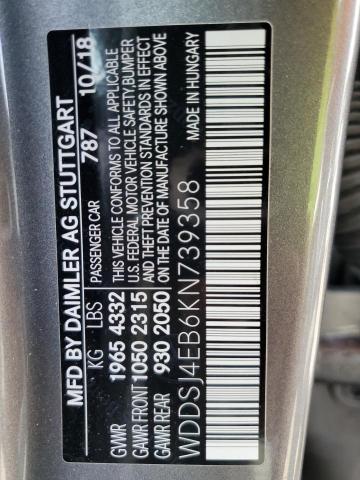 MFD BY DAIMLER AG STUTTGART
787 10/18
KG LBS PASSENGER CAR
GVWR 1965 4332
GAWR FRONT 1050 2315
GAWR REAR 930 2050
THIS VEHICLE CONFORMS TO ALL APPLICABLE
U.S. FEDERAL MOTOR VEHICLE SAFETY,BUMPER
AND THEFT PREVENTION STANDARDS IN EFFECT
ON THE DATE OF MANUFACTURE SHOWN ABOVE
WDDSJ4EB6KN739358
MADE IN HUNGARY